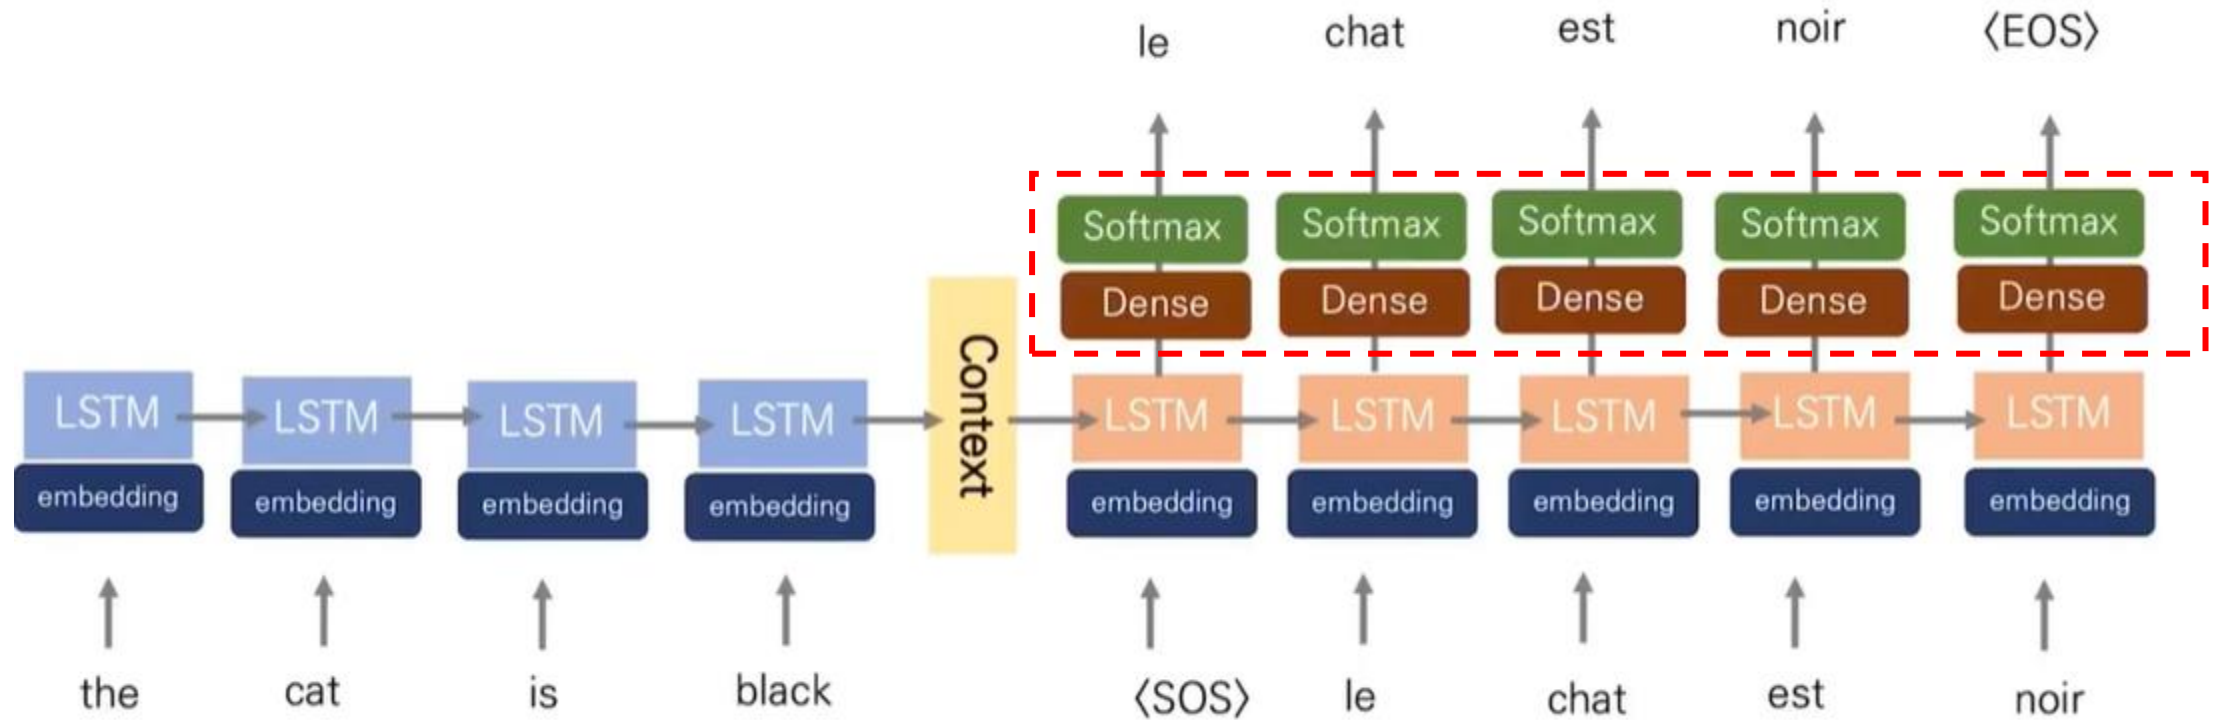 le chat est noir 〈EOS〉
Softmax Softmax Softmax Softmax Softmax
Dense Dense Dense Dense Dense
Context
LSTM LSTM LSTM LSTM LSTM LSTM LSTM LSTM LSTM
embedding embedding embedding embedding embedding embedding embedding embedding embedding
the cat is black 〈SOS〉 le chat est noir